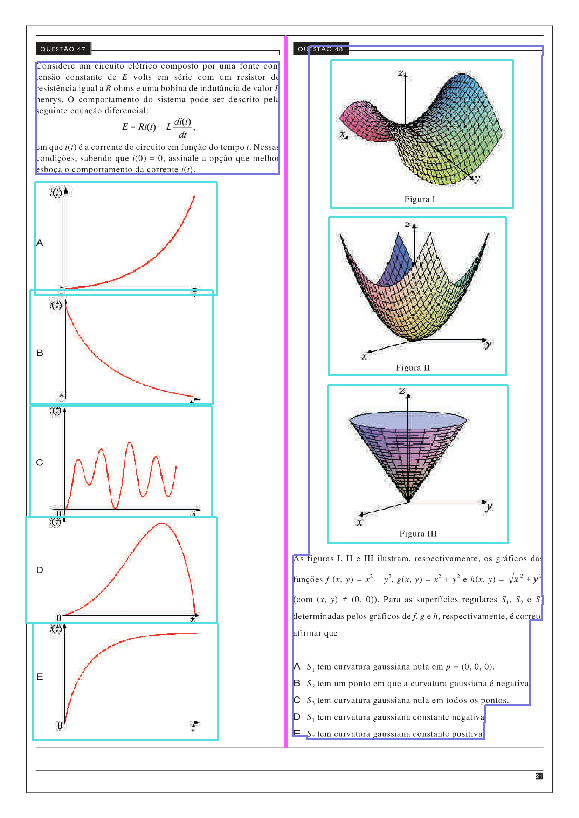 QUESTÃO 47
Considere um circuito elétrico composto por uma fonte com
tensão constante de E volts em série com um resistor de
resistência igual a R ohms e uma bobina de indutância de valor L
henrys. O comportamento do sistema pode ser descrito pela
seguinte equação diferencial:
em que i(t) é a corrente do circuito em função do tempo t. Nessas
condições, sabendo que i(0) = 0, assinale a opção que melhor
esboça o comportamento da corrente i(t).
A
B
C
D
E
QUESTÃO 48
z
x
y
Figura I
z
x
y
Figura II
z
x
y
Figura III
As figuras I, II e III ilustram, respectivamente, os gráficos das
funções f (x, y) = x² y², g(x, y) = x² + y² e h(x, y) = √x² + y²
(com (x, y) ≠ (0, 0)). Para as superfícies regulares S₁, S₂ e S
determinadas pelos gráficos de f, g e h, respectivamente, é correto
afirmar que
A S₁ tem curvatura gaussiana nula em p = (0, 0, 0).
B S₂ tem um ponto em que a curvatura gaussiana é negativa
C S₃ tem curvatura gaussiana nula em todos os pontos.
D tem curvatura gaussiana constante negativa
E tem curvatura gaussiana constante positiva